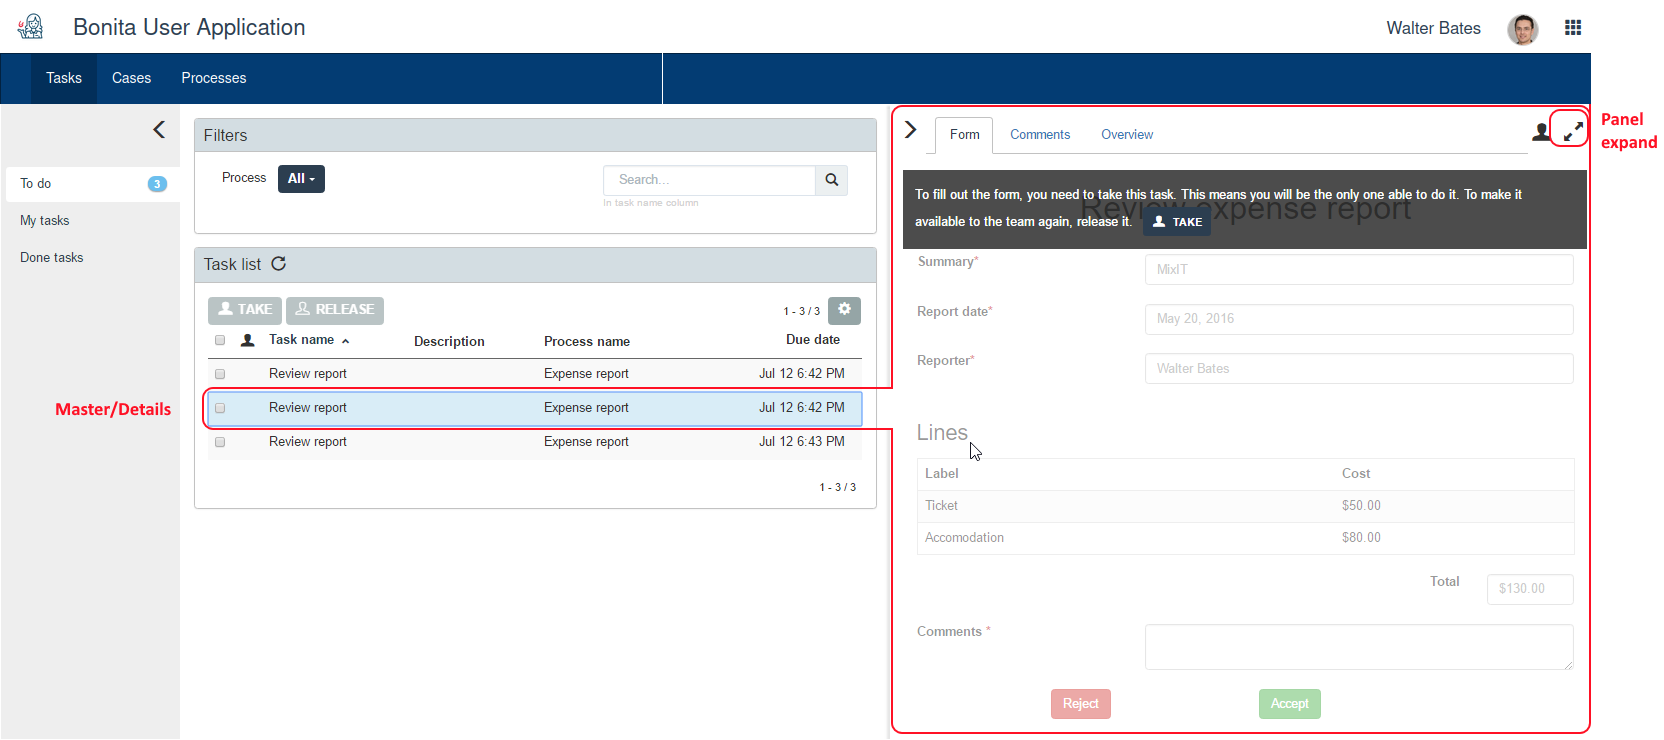 Bonita User Application
Walter Bates
Tasks Cases Processes
To do 3
My tasks
Done tasks
Master/Details
Filters
Process All
Search...
In task name column
Task list
TAKE RELEASE 1 - 3 / 3
Task name Description Process name Due date
Review report Expense report Jul 12 6:42 PM
Review report Expense report Jul 12 6:42 PM
Review report Expense report Jul 12 6:43 PM
1 - 3 / 3
Form Comments Overview
Panel
expand
To fill out the form, you need to take this task. This means you will be the only one able to do it. To make it
available to the team again, release it. TAKE
Review expense report
Summary* MixIT
Report date* May 20, 2016
Reporter* Walter Bates
Lines
Label Cost
Ticket $50.00
Accomodation $80.00
Total $130.00
Comments *
Reject Accept